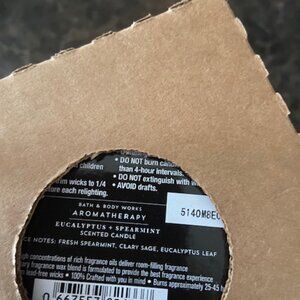 children
• DO NOT burn candle
than 4-hour intervals.
• DO NOT extinguish with
wicks to 1/4
• AVOID drafts.
before each relighting.
BATH & BODY WORKS
AROMATHERAPY
5140M8EC
EUCALYPTUS + SPEARMINT
SCENTED CANDLE
NOTES: FRESH SPEARMINT, CLARY SAGE, EUCALYPTUS LEAF
high concentrations of rich fragrance oils deliver room-filling fragrance
fragrance wax blend is formulated to provide the best fragrance experience
lead-free wicks • 100% Crafted with you in mind • Burns approximately 25-45